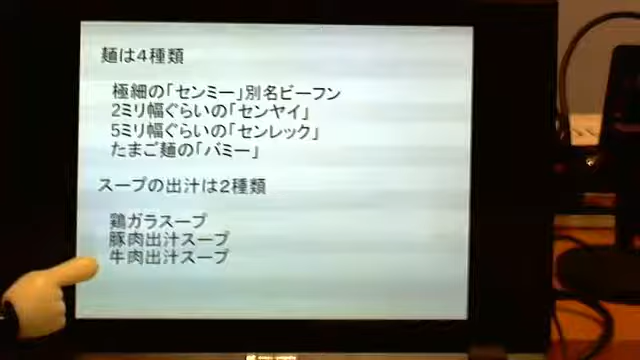 麺は4種類
極細の「センミー」別名ビーフン
2ミリ幅ぐらいの「センヤイ」
5ミリ幅ぐらいの「センレック」
たまご麺の「バミー」
スープの出汁は2種類
鶏ガラスープ
豚肉出汁スープ
牛肉出汁スープ